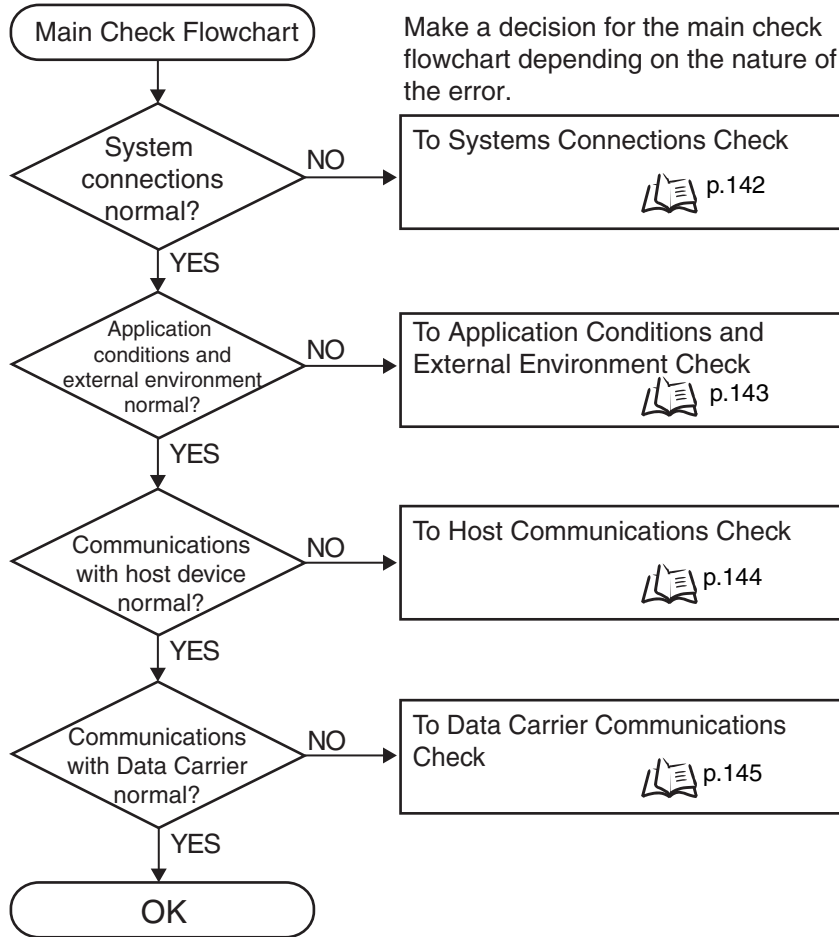 Main Check Flowchart
Make a decision for the main check
flowchart depending on the nature of
the error.
System
connections
normal?
NO
To Systems Connections Check
p.142
YES
Application
conditions and
external environment
normal?
NO
To Application Conditions and
External Environment Check
p.143
YES
Communications
with host device
normal?
NO
To Host Communications Check
p.144
YES
Communications
with Data Carrier
normal?
NO
To Data Carrier Communications
Check
p.145
YES
OK